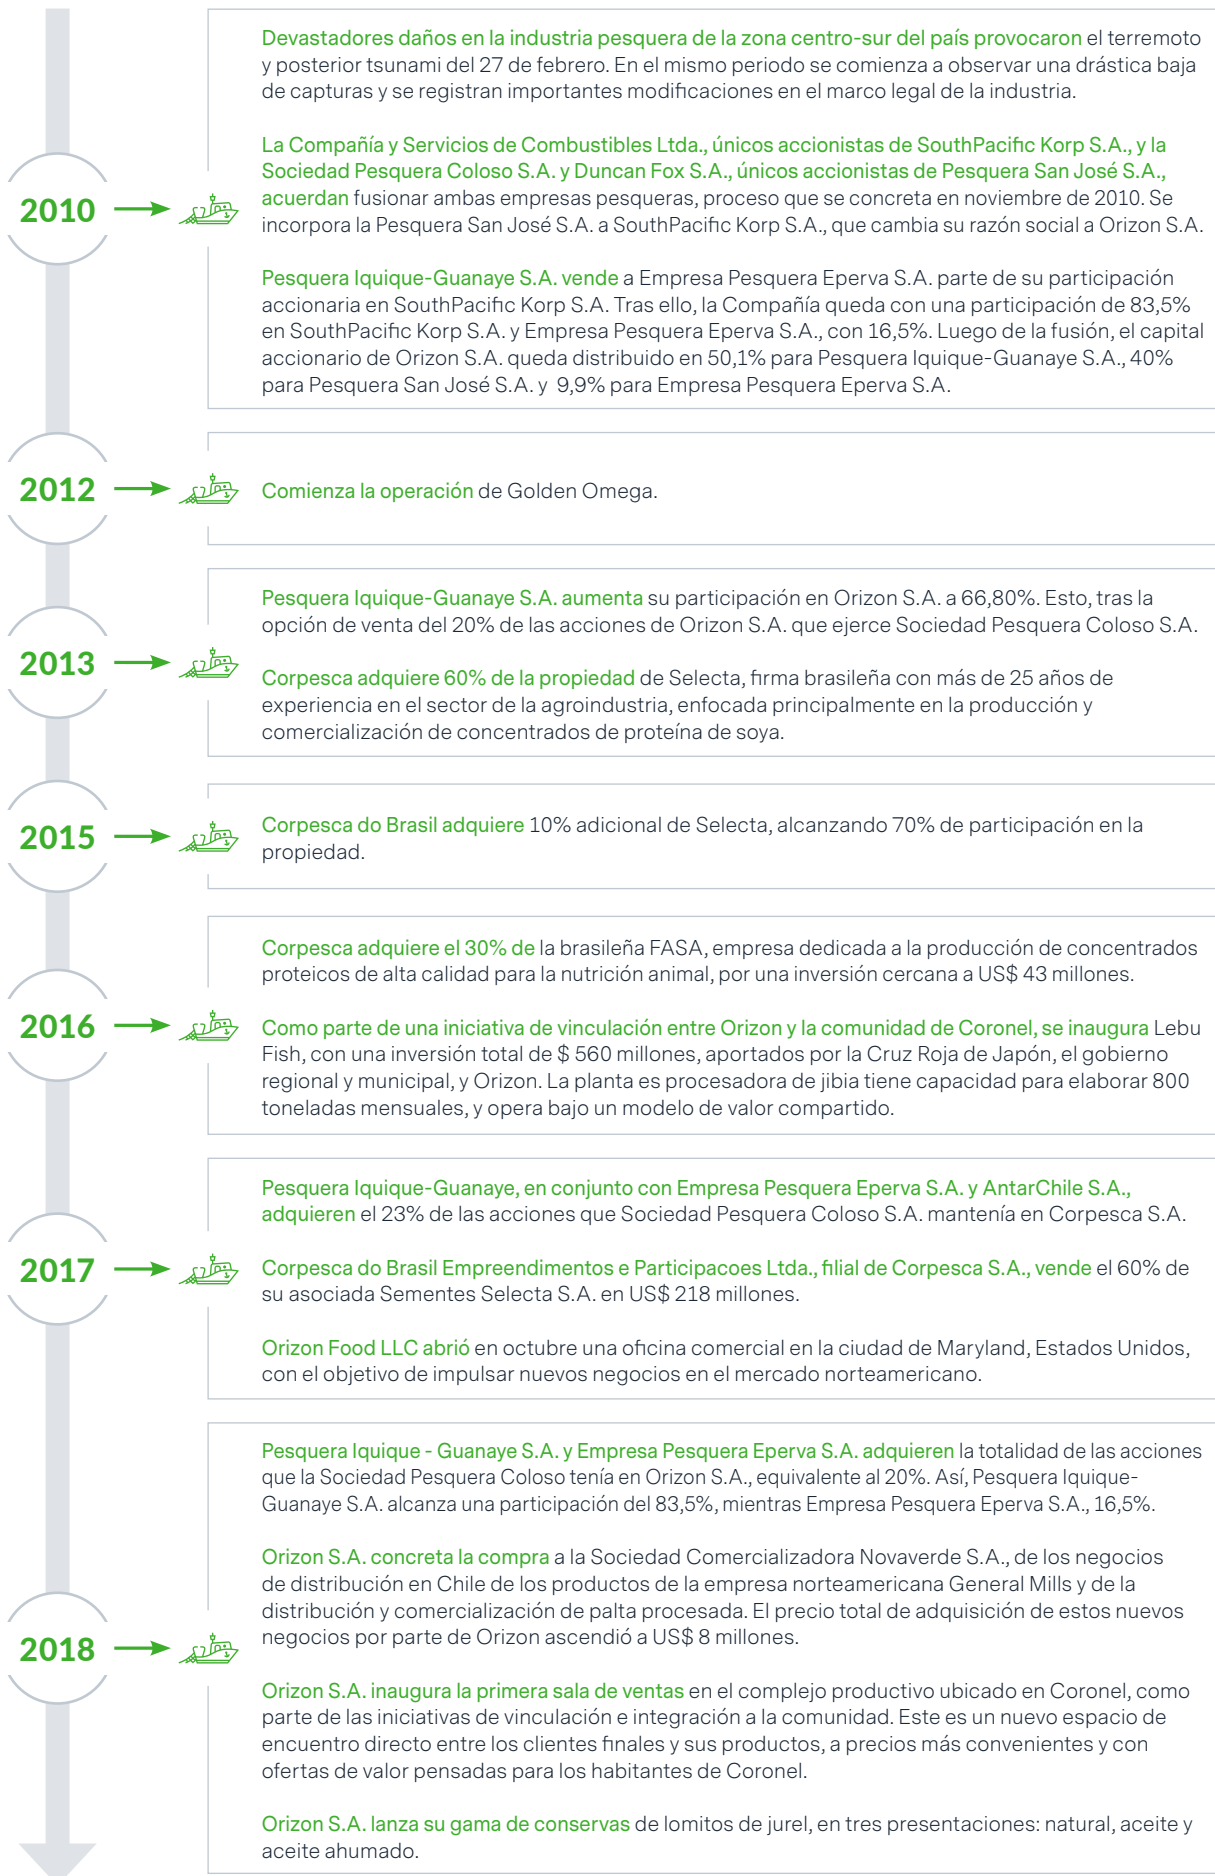 Devastadores daños en la industria pesquera de la zona centro-sur del país provocaron el terremoto
y posterior tsunami del 27 de febrero. En el mismo periodo se comienza a observar una drástica baja
de capturas y se registran importantes modificaciones en el marco legal de la industria.
2010
La Compañía y Servicios de Combustibles Ltda., únicos accionistas de SouthPacific Korp S.A., y la
Sociedad Pesquera Coloso S.A. y Duncan Fox S.A., únicos accionistas de Pesquera San José S.A.,
acuerdan fusionar ambas empresas pesqueras, proceso que se concreta en noviembre de 2010. Se
incorpora la Pesquera San José S.A. a SouthPacific Korp S.A., que cambia su razón social a Orizon S.A.
Pesquera Iquique-Guanaye S.A. vende a Empresa Pesquera Eperva S.A. parte de su participación
accionaria en SouthPacific Korp S.A. Tras ello, la Compañía queda con una participación de 83,5%
en SouthPacific Korp S.A. y Empresa Pesquera Eperva S.A., con 16,5%. Luego de la fusión, el capital
accionario de Orizon S.A. queda distribuido en 50,1% para Pesquera Iquique-Guanaye S.A., 40%
para Pesquera San José S.A. y 9,9% para Empresa Pesquera Eperva S.A.
2012
Comienza la operación de Golden Omega.
2013
Pesquera Iquique-Guanaye S.A. aumenta su participación en Orizon S.A. a 66,80%. Esto, tras la
opción de venta del 20% de las acciones de Orizon S.A. que ejerce Sociedad Pesquera Coloso S.A.
Corpesca adquiere 60% de la propiedad de Selecta, firma brasileña con más de 25 años de
experiencia en el sector de la agroindustria, enfocada principalmente en la producción y
comercialización de concentrados de proteína de soya.
2015
Corpesca do Brasil adquiere 10% adicional de Selecta, alcanzando 70% de participación en la
propiedad.
2016
Corpesca adquiere el 30% de la brasileña FASA, empresa dedicada a la producción de concentrados
proteicos de alta calidad para la nutrición animal, por una inversión cercana a US$ 43 millones.
Como parte de una iniciativa de vinculación entre Orizon y la comunidad de Coronel, se inaugura Lebu
Fish, con una inversión total de $ 560 millones, aportados por la Cruz Roja de Japón, el gobierno
regional y municipal, y Orizon. La planta es procesadora de jibia tiene capacidad para elaborar 800
toneladas mensuales, y opera bajo un modelo de valor compartido.
2017
Pesquera Iquique-Guanaye, en conjunto con Empresa Pesquera Eperva S.A. y AntarChile S.A.,
adquieren el 23% de las acciones que Sociedad Pesquera Coloso S.A. mantenía en Corpesca S.A.
Corpesca do Brasil Empreendimentos e Participacoes Ltda., filial de Corpesca S.A., vende el 60% de
su asociada Sementes Selecta S.A. en US$ 218 millones.
Orizon Food LLC abrió en octubre una oficina comercial en la ciudad de Maryland, Estados Unidos,
con el objetivo de impulsar nuevos negocios en el mercado norteamericano.
2018
Pesquera Iquique - Guanaye S.A. y Empresa Pesquera Eperva S.A. adquieren la totalidad de las acciones
que la Sociedad Pesquera Coloso tenía en Orizon S.A., equivalente al 20%. Así, Pesquera Iquique-
Guanaye S.A. alcanza una participación del 83,5%, mientras Empresa Pesquera Eperva S.A., 16,5%.
Orizon S.A. concreta la compra a la Sociedad Comercializadora Novaverde S.A., de los negocios
de distribución en Chile de los productos de la empresa norteamericana General Mills y de la
distribución y comercialización de palta procesada. El precio total de adquisición de estos nuevos
negocios por parte de Orizon ascendió a US$ 8 millones.
Orizon S.A. inaugura la primera sala de ventas en el complejo productivo ubicado en Coronel, como
parte de las iniciativas de vinculación e integración a la comunidad. Este es un nuevo espacio de
encuentro directo entre los clientes finales y sus productos, a precios más convenientes y con
ofertas de valor pensadas para los habitantes de Coronel.
Orizon S.A. lanza su gama de conservas de lomitos de jurel, en tres presentaciones: natural, aceite y
aceite ahumado.